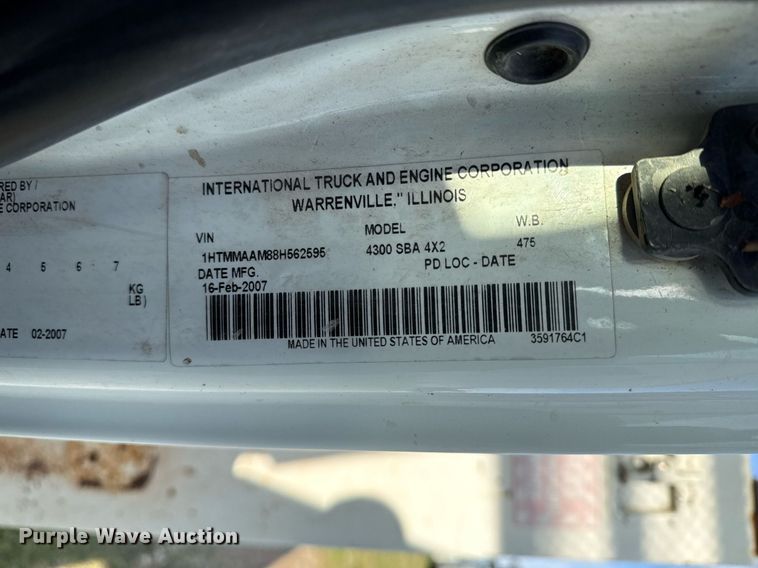 RED BY /
AR)
E CORPORATION
4 5 6 7
KG
LB)
ATE 02-2007
INTERNATIONAL TRUCK AND ENGINE CORPORATION
WARRENVILLE," ILLINOIS
VIN MODEL W.B.
1HTMMAAM88H562595 4300 SBA 4X2 475
DATE MFG. PD LOC - DATE
16-Feb-2007
MADE IN THE UNITED STATES OF AMERICA 3591764C1
Purple Wave Auction